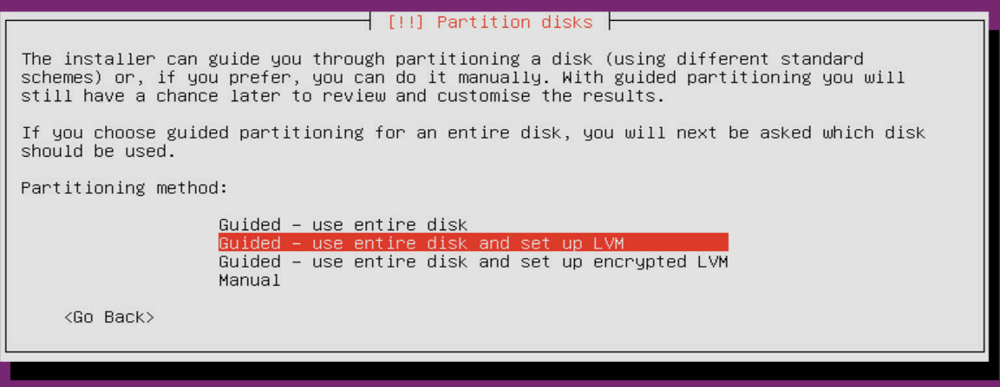 [!!] Partition disks
The installer can guide you through partitioning a disk (using different standard
schemes) or, if you prefer, you can do it manually. With guided partitioning you will
still have a chance later to review and customise the results.
If you choose guided partitioning for an entire disk, you will next be asked which disk
should be used.
Partitioning method:
Guided – use entire disk
Guided – use entire disk and set up LVM
Guided – use entire disk and set up encrypted LVM
Manual
<Go Back>